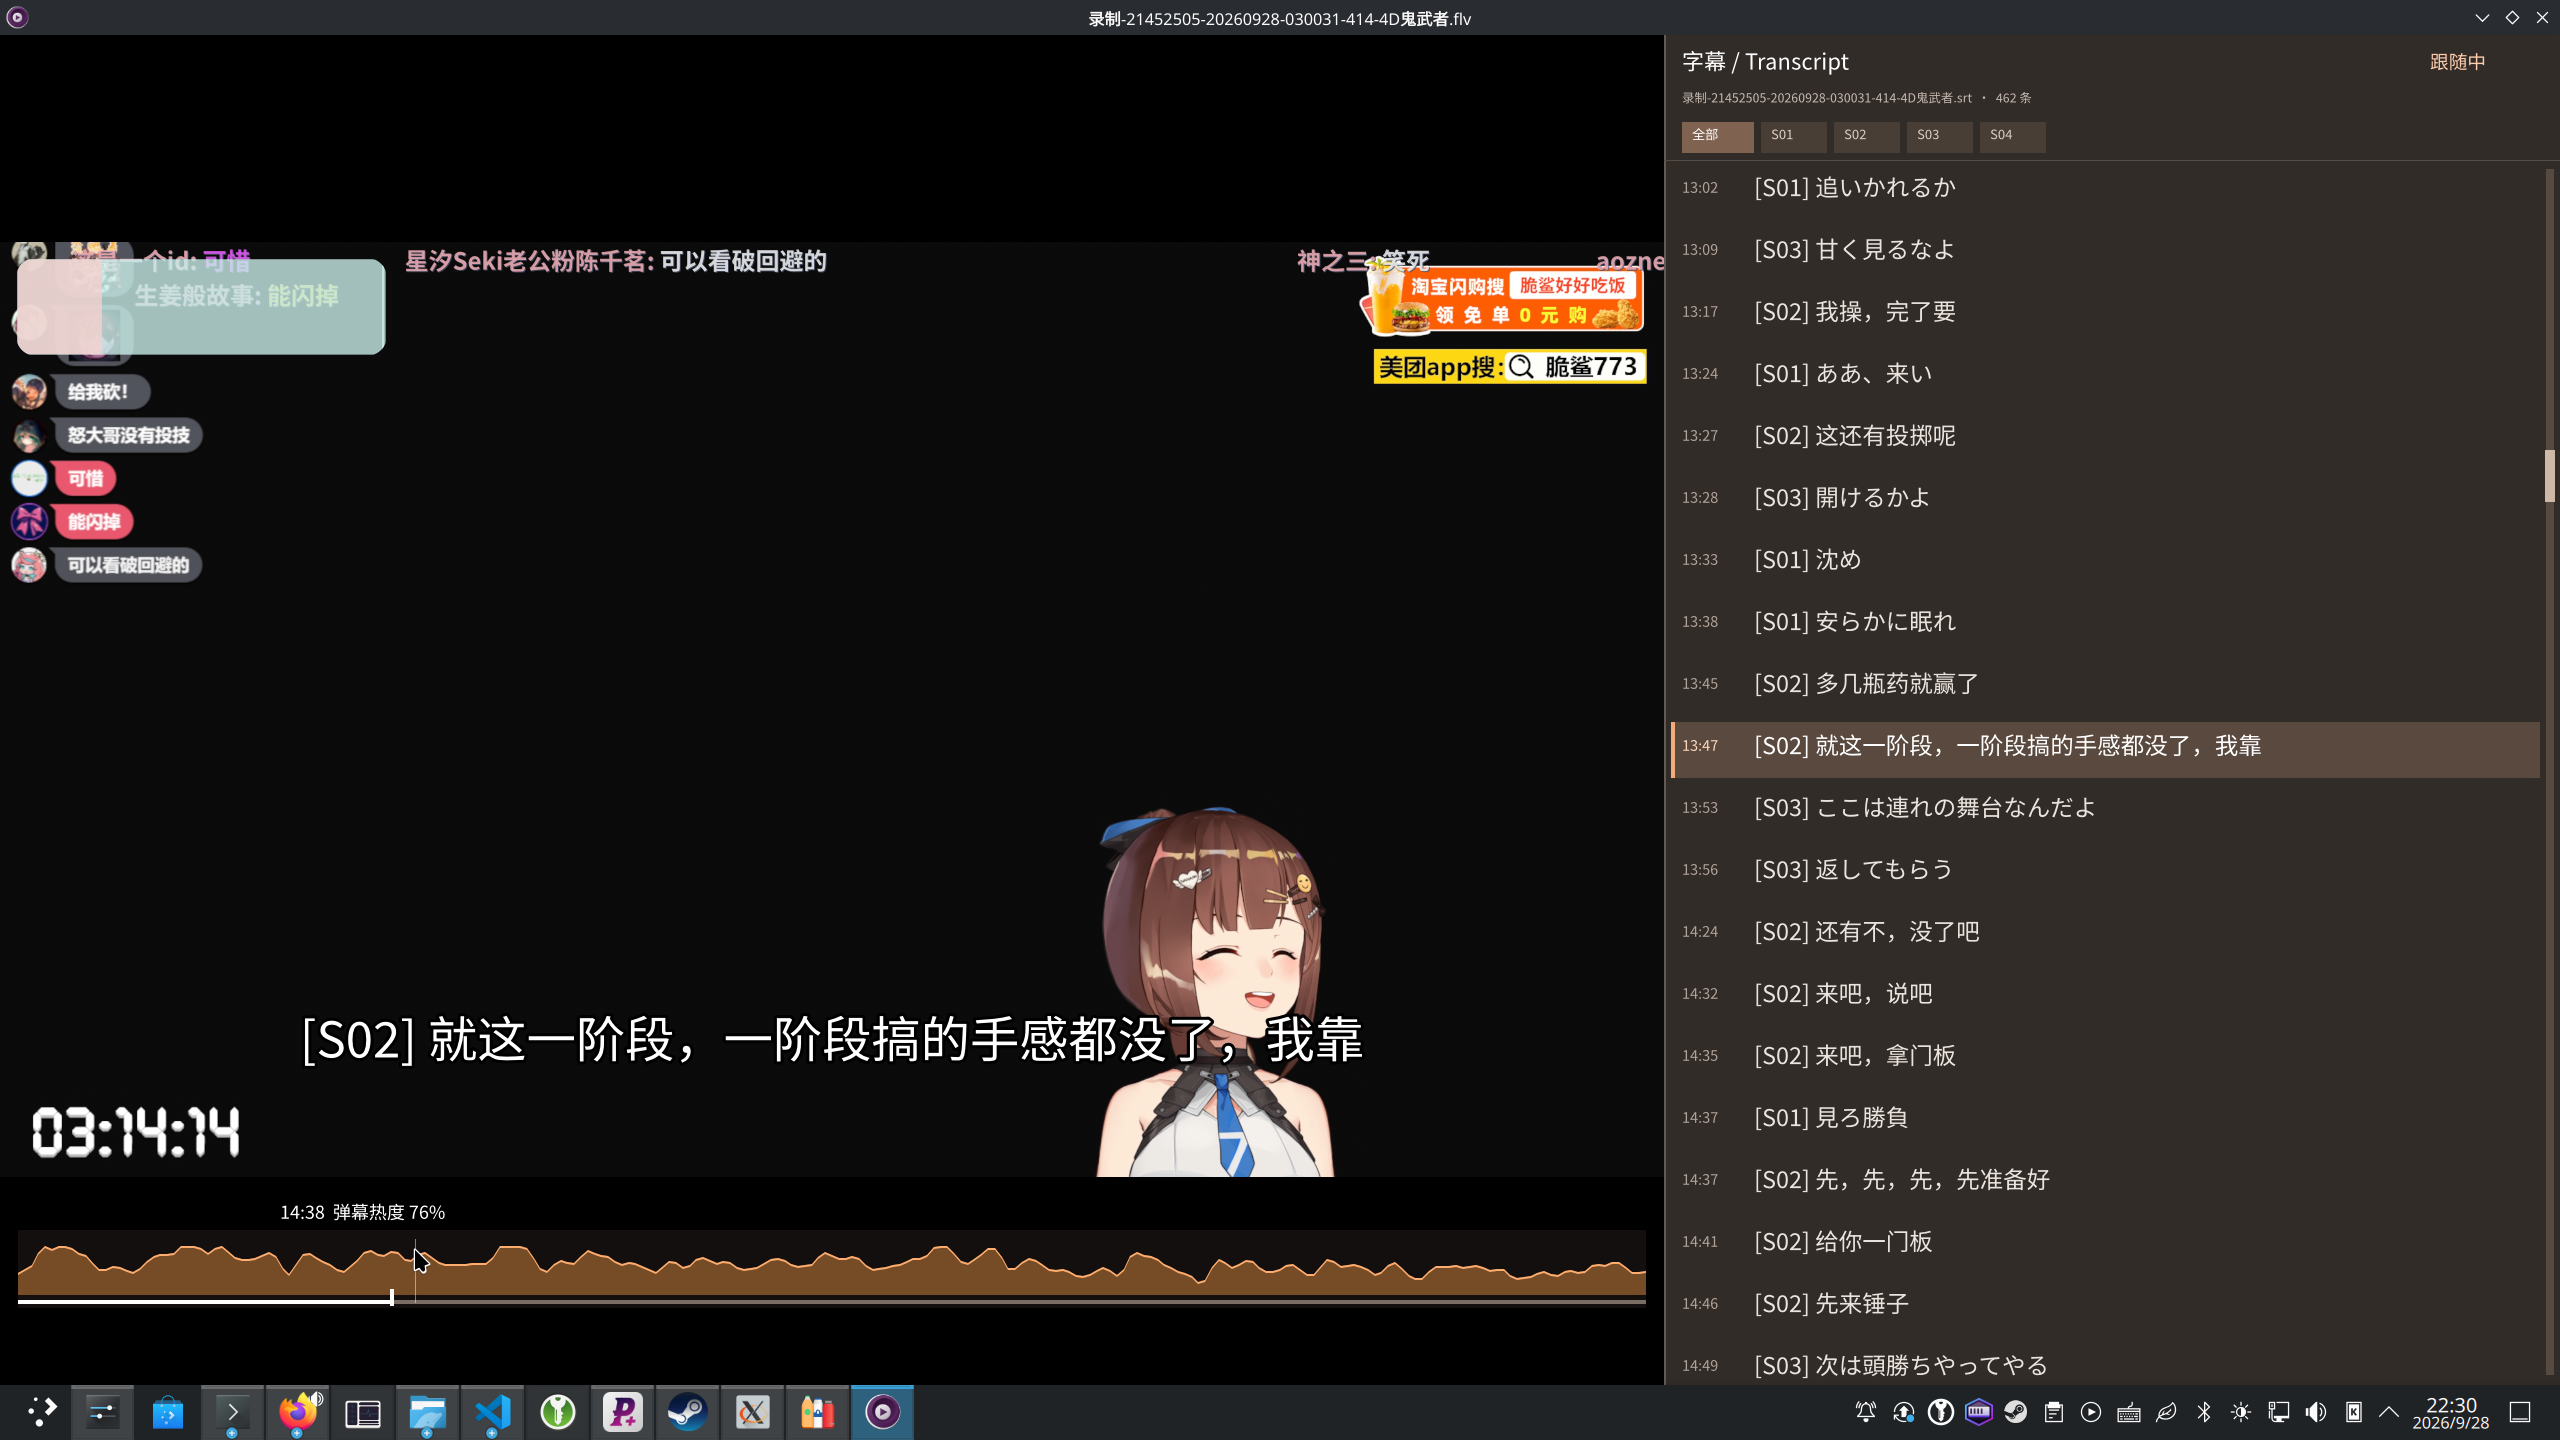 录制-21452505-20260928-030031-414-4D鬼武者.flv
一个id: 可惜
星汐Seki老公粉陈千茗: 可以看破回避的
神之三: 笑死
aozne
生姜般故事: 能闪掉
淘宝闪购搜 脆鲨好好吃饭
领免单0元购
美团app搜: 脆鲨773
给我砍!
怒大哥没有投技
可惜
能闪掉
可以看破回避的
[S02] 就这一阶段，一阶段搞的手感都没了，我靠
03:14:14
7
14:38 弹幕热度 76%
字幕 / Transcript
跟随中
录制-21452505-20260928-030031-414-4D鬼武者.srt · 462 条
全部 S01 S02 S03 S04
13:02 [S01] 追いかれるか
13:09 [S03] 甘く見るなよ
13:17 [S02] 我操，完了要
13:24 [S01] ああ、来い
13:27 [S02] 这还有投掷呢
13:28 [S03] 開けるかよ
13:33 [S01] 沈め
13:38 [S01] 安らかに眠れ
13:45 [S02] 多几瓶药就赢了
13:47 [S02] 就这一阶段，一阶段搞的手感都没了，我靠
13:53 [S03] ここは連れの舞台なんだよ
13:56 [S03] 返してもらう
14:24 [S02] 还有不，没了吧
14:32 [S02] 来吧，说吧
14:35 [S02] 来吧，拿门板
14:37 [S01] 見ろ勝負
14:37 [S02] 先，先，先，先准备好
14:41 [S02] 给你一门板
14:46 [S02] 先来锤子
14:49 [S03] 次は頭勝ちやってやる
22:30
2026/9/28